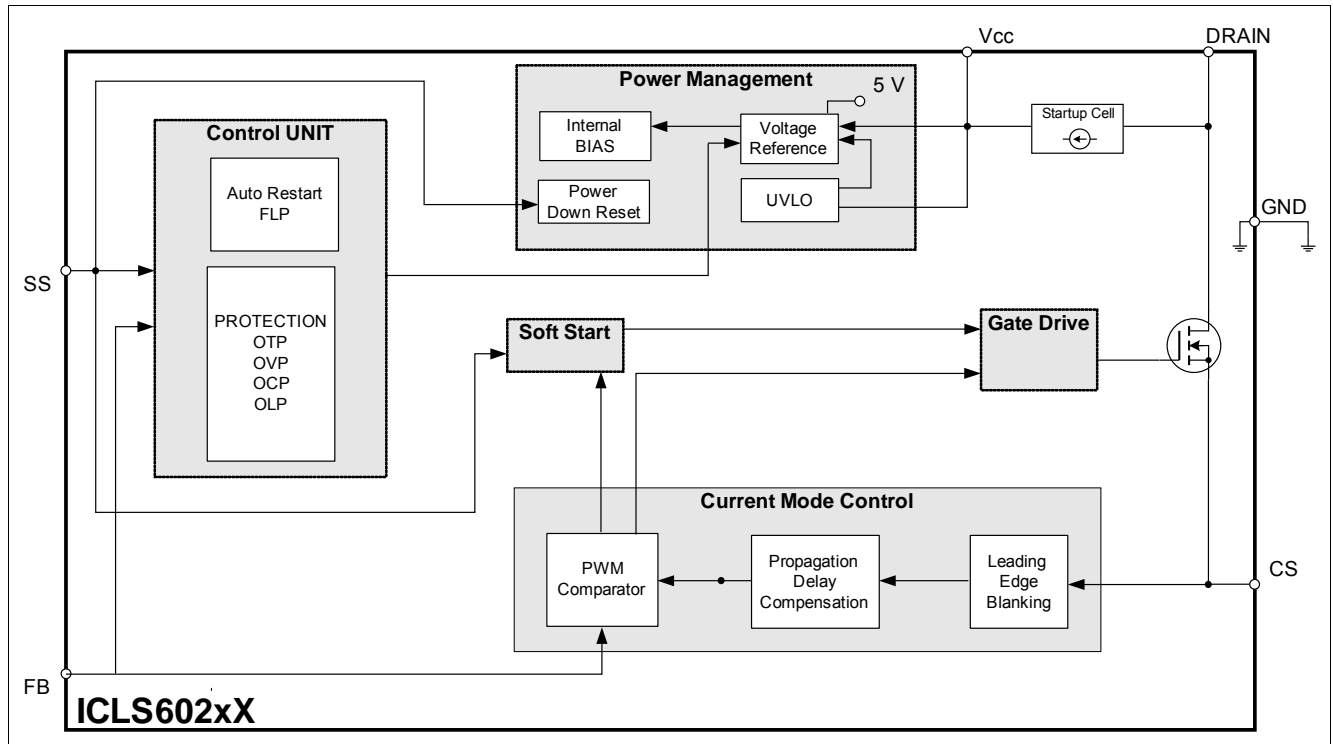 Vcc
DRAIN
Power Management
5 V
Control UNIT
Internal
BIAS
Voltage
Reference
Startup Cell
Auto Restart
FLP
Power
Down Reset
UVLO
GND
SS
PROTECTION
OTP
OVP
OCP
OLP
Soft Start
Gate Drive
Current Mode Control
PWM
Comparator
Propagation
Delay
Compensation
Leading
Edge
Blanking
CS
FB
ICLS602xX